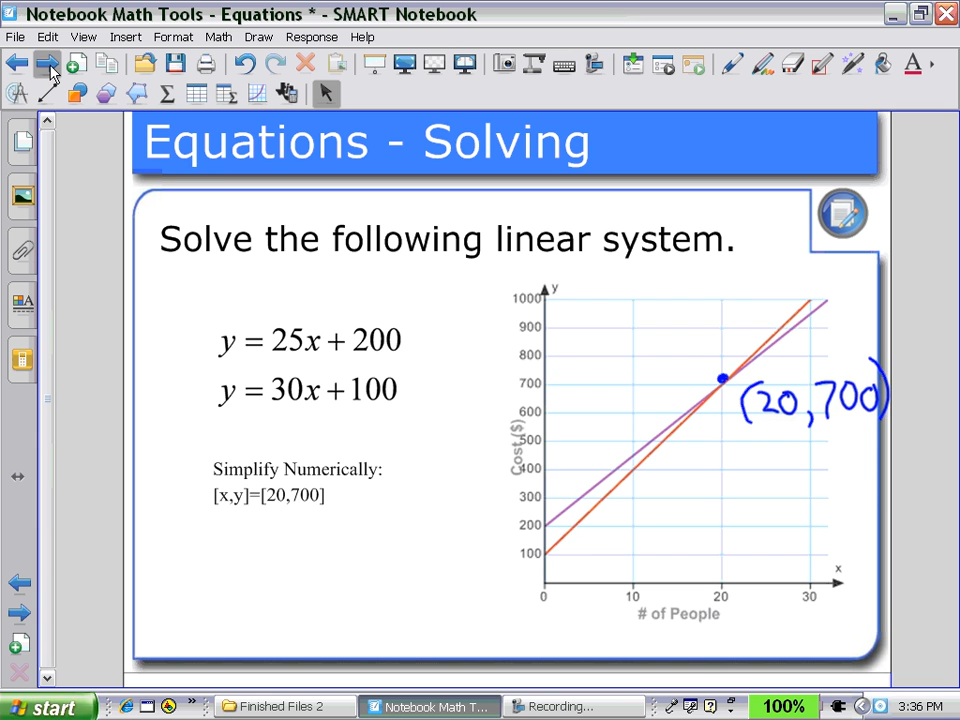 Notebook Math Tools - Equations * - SMART Notebook
File Edit View Insert Format Math Draw Response Help
Equations - Solving
Solve the following linear system.
y = 25x + 200
y = 30x + 100
Simplify Numerically:
[x,y]=[20,700]
y
1000
900
800
700
600
500
400
300
200
100
Cost ($)
(20,700)
x
0 10 20 30
# of People
start
Finished Files 2
Notebook Math T...
Recording...
100%
3:36 PM